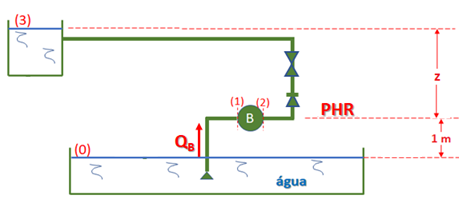 (3)
z
(1)
(2)
B
PHR
1 m
Q_B
(0)
água